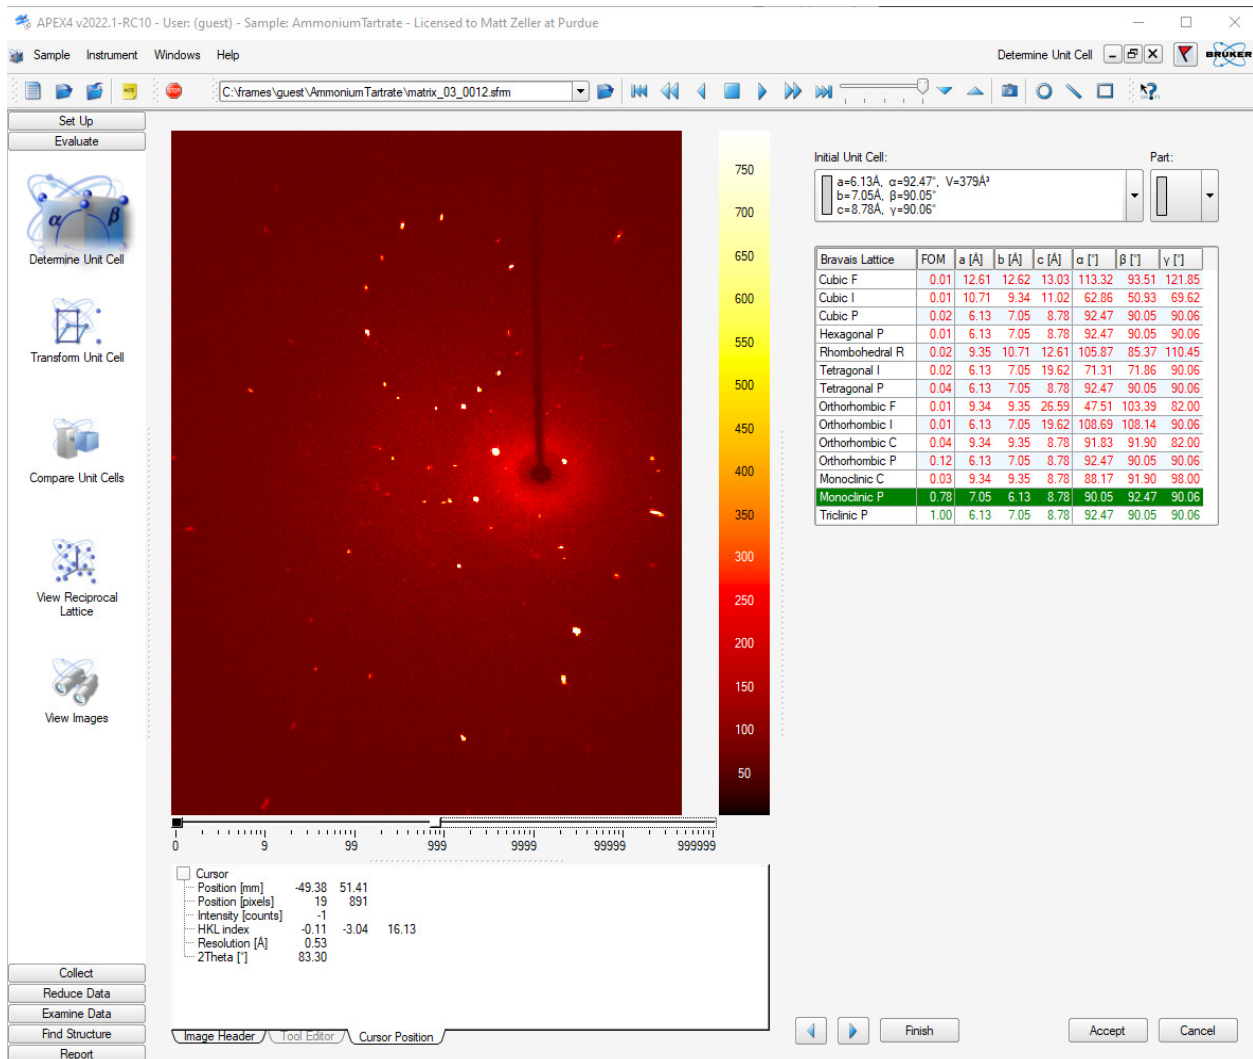 APEX4 v2022.1-RC10 - User: (guest) - Sample: AmmoniumTartrate - Licensed to Matt Zeller at Purdue
Sample Instrument Windows Help Determine Unit Cell BRUKER
NOTE STOP C:\frames\guest\AmmoniumTartrate\matrix_03_0012.sfrm
Set Up
Evaluate
α β
Determine Unit Cell
Transform Unit Cell
Compare Unit Cells
View Reciprocal
Lattice
View Images
Collect
Reduce Data
Examine Data
Find Structure
Report
750
700
650
600
550
500
450
400
350
300
250
200
150
100
50
0 9 99 999 9999 99999 999999
Cursor
Position [mm] -49.38 51.41
Position [pixels] 19 891
Intensity [counts] -1
HKL index -0.11 -3.04 16.13
Resolution [Å] 0.53
2Theta [°] 83.30
Image Header Tool Editor Cursor Position
Initial Unit Cell: Part:
a=6.13Å, α=92.47°, V=379Å³
b=7.05Å, β=90.05°
c=8.78Å, γ=90.06°
Bravais Lattice FOM a [Å] b [Å] c [Å] α [°] β [°] γ [°]
Cubic F 0.01 12.61 12.62 13.03 113.32 93.51 121.85
Cubic I 0.01 10.71 9.34 11.02 62.86 50.93 69.62
Cubic P 0.02 6.13 7.05 8.78 92.47 90.05 90.06
Hexagonal P 0.01 6.13 7.05 8.78 92.47 90.05 90.06
Rhombohedral R 0.02 9.35 10.71 12.61 105.87 85.37 110.45
Tetragonal I 0.02 6.13 7.05 19.62 71.31 71.86 90.06
Tetragonal P 0.04 6.13 7.05 8.78 92.47 90.05 90.06
Orthorhombic F 0.01 9.34 9.35 26.59 47.51 103.39 82.00
Orthorhombic I 0.01 6.13 7.05 19.62 108.69 108.14 90.06
Orthorhombic C 0.04 9.34 9.35 8.78 91.83 91.90 82.00
Orthorhombic P 0.12 6.13 7.05 8.78 92.47 90.05 90.06
Monoclinic C 0.03 9.34 9.35 8.78 88.17 91.90 98.00
Monoclinic P 0.78 7.05 6.13 8.78 90.05 92.47 90.06
Triclinic P 1.00 6.13 7.05 8.78 92.47 90.05 90.06
Finish Accept Cancel